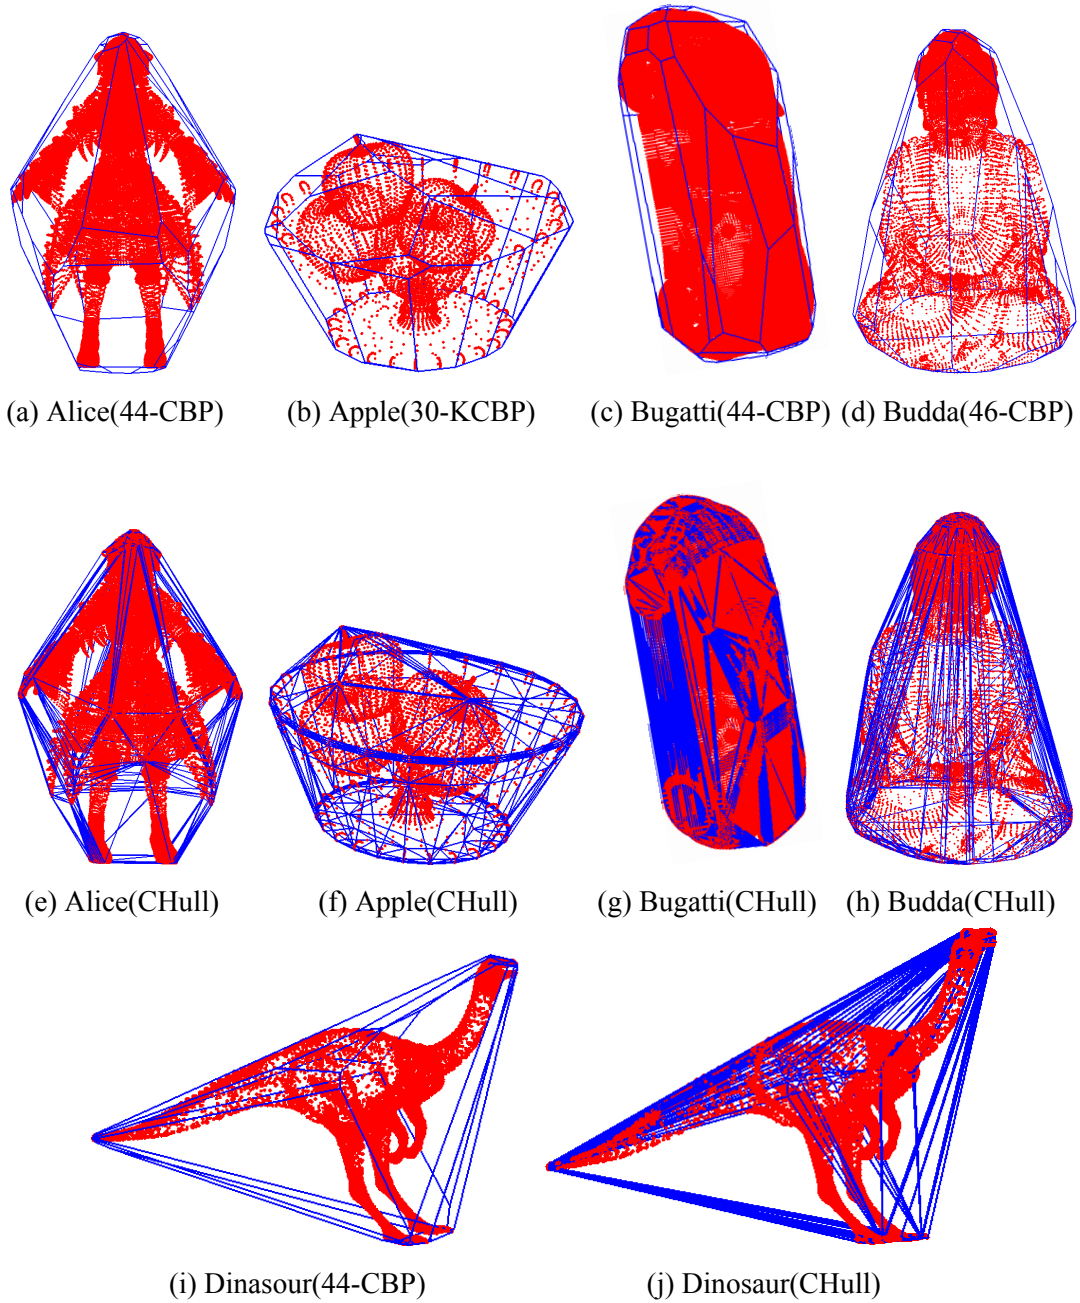 (a) Alice(44-CBP)
(b) Apple(30-KCBP)
(c) Bugatti(44-CBP)
(d) Budda(46-CBP)
(e) Alice(CHull)
(f) Apple(CHull)
(g) Bugatti(CHull)
(h) Budda(CHull)
(i) Dinasour(44-CBP)
(j) Dinosaur(CHull)